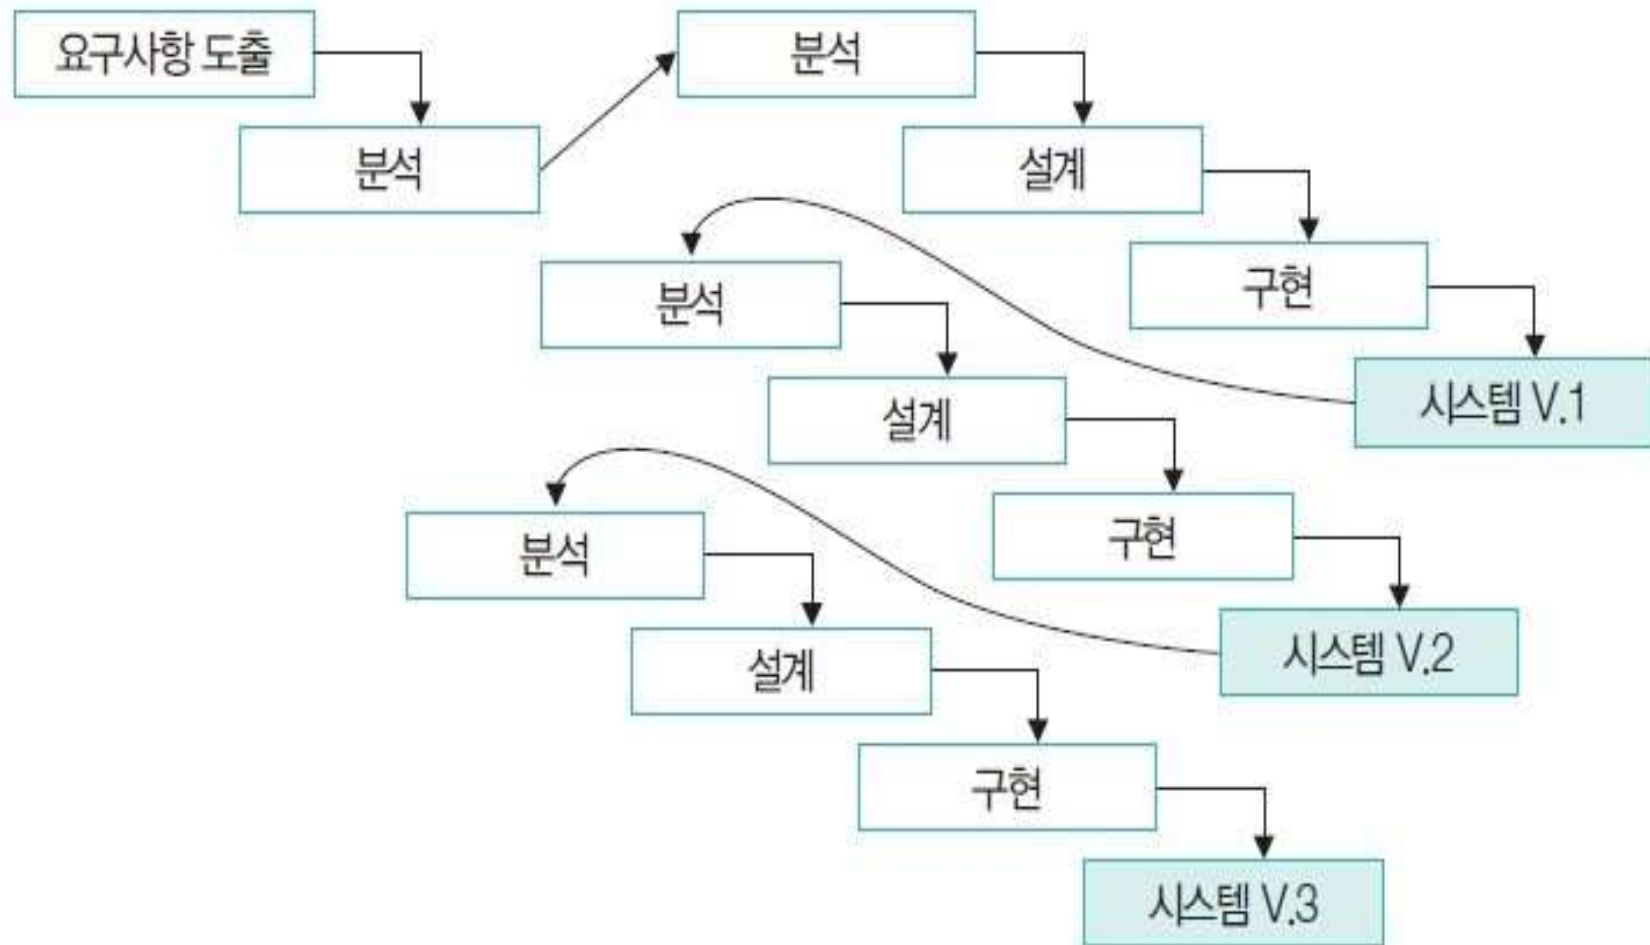 요구사항 도출
분석
분석
설계
구현
시스템 V.1
분석
설계
구현
시스템 V.2
분석
설계
구현
시스템 V.3